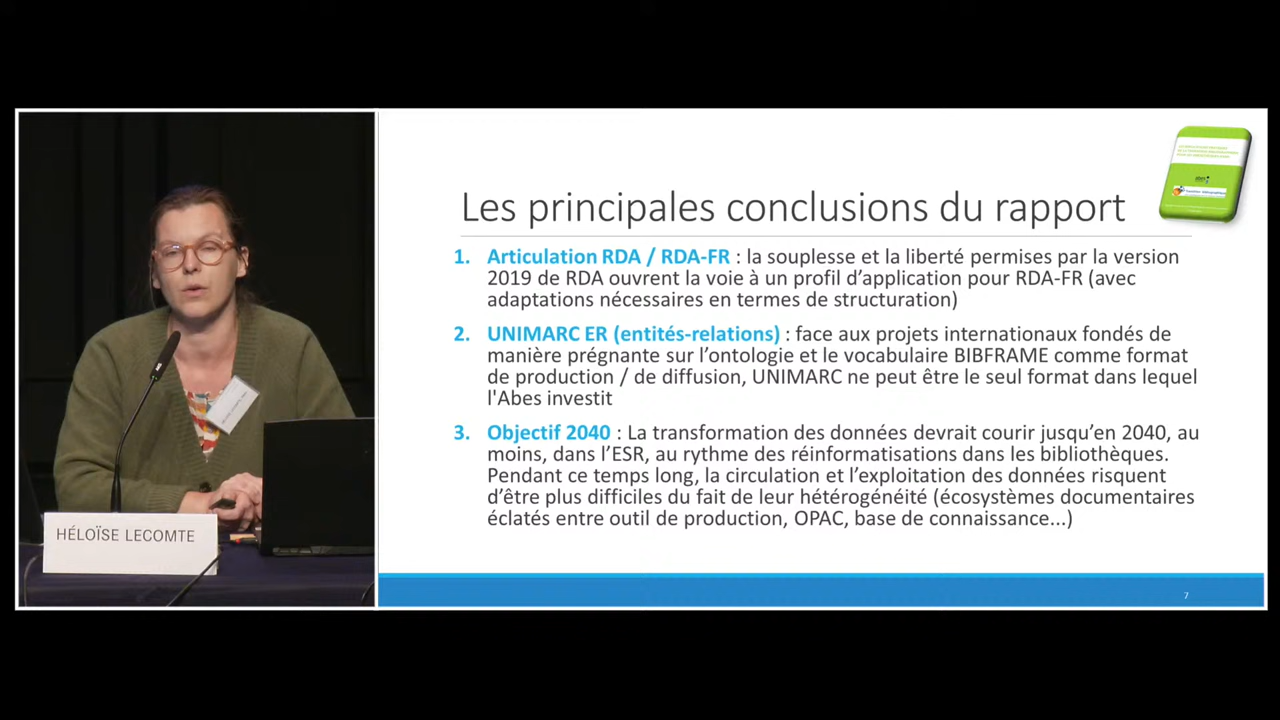 Les principales conclusions du rapport
1. Articulation RDA / RDA-FR : la souplesse et la liberté permises par la version
2019 de RDA ouvrent la voie à un profil d'application pour RDA-FR (avec
adaptations nécessaires en termes de structuration)
2. UNIMARC ER (entités-relations) : face aux projets internationaux fondés de
manière prégnante sur l'ontologie et le vocabulaire BIBFRAME comme format
de production / de diffusion, UNIMARC ne peut être le seul format dans lequel
l'Abes investit
3. Objectif 2040 : La transformation des données devrait courir jusqu'en 2040, au
moins, dans l'ESR, au rythme des réinformatisations dans les bibliothèques.
Pendant ce temps long, la circulation et l'exploitation des données risquent
d'être plus difficiles du fait de leur hétérogénéité (écosystèmes documentaires
éclatés entre outil de production, OPAC, base de connaissance...)
7
HÉLOÏSE LECOMTE
abes